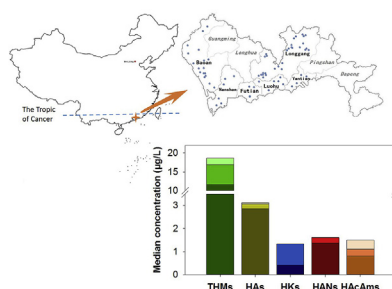 Guangming
Longhua
Longgang
Baoan
Pingshan
Nanshan
Futian
Luohu
Yantian
Dapeng
The Tropic
of Cancer
Median concentration (µg/L)
20
15
10
3
2
1
0
THMs HAs HKs HANs HAcAms